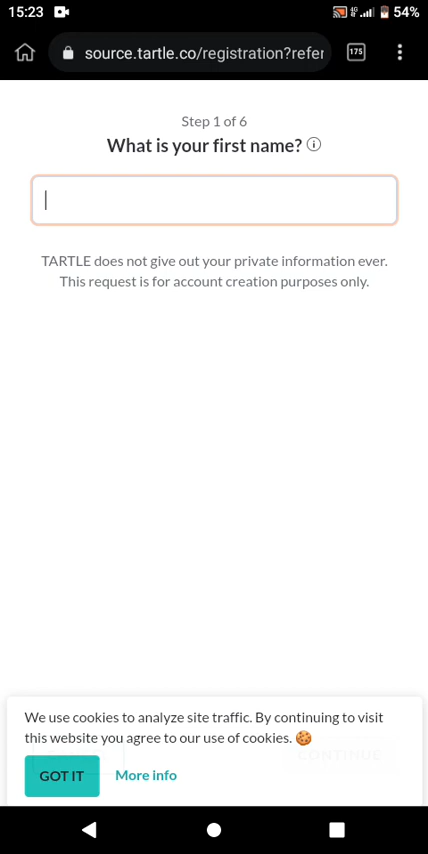 15:23
4G
54%
source.tartle.co/registration?refer
175
Step 1 of 6
What is your first name?
TARTLE does not give out your private information ever.
This request is for account creation purposes only.
We use cookies to analyze site traffic. By continuing to visit
this website you agree to our use of cookies. 🍪
CONTINUE
GOT IT
More info